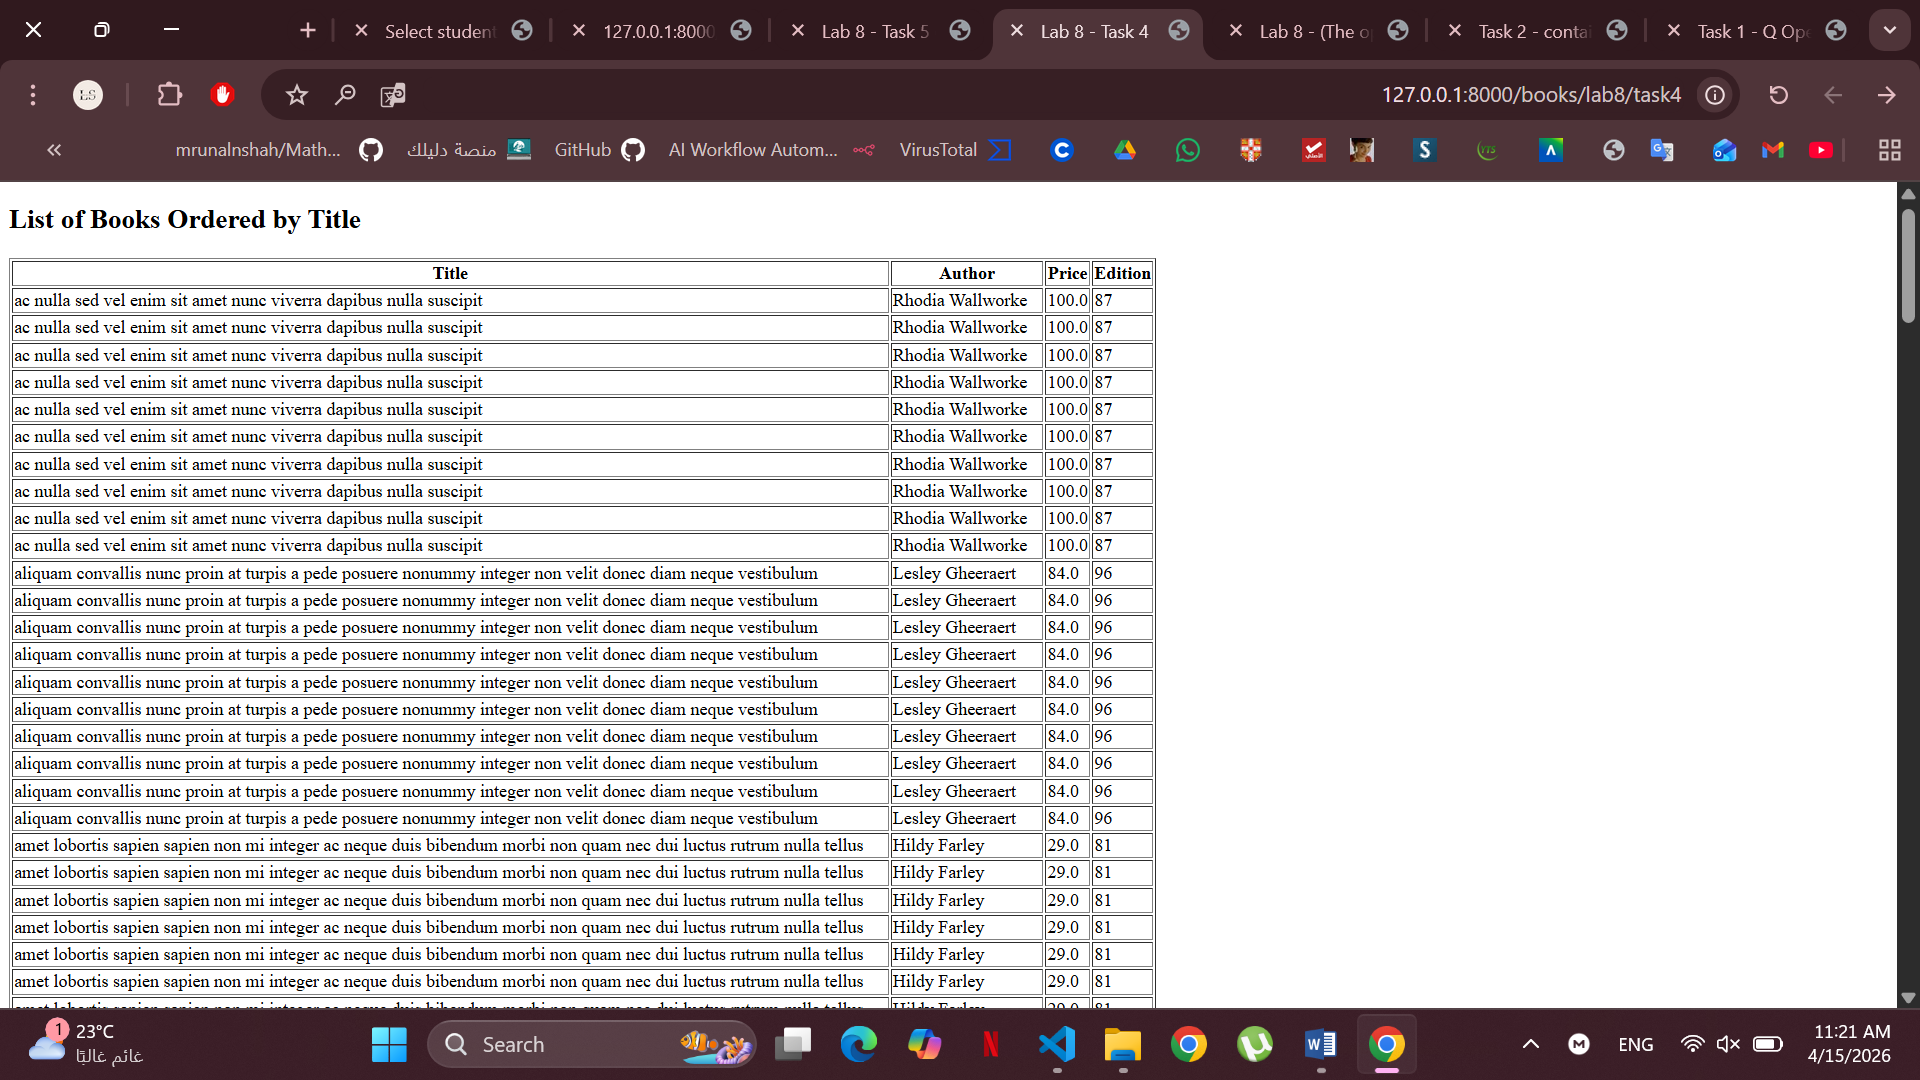 Select studen
127.0.0.1:8000
Lab 8 - Task 5
Lab 8 - Task 4
Lab 8 - (The o
Task 2 - conta
Task 1 - Q Ope
LS
127.0.0.1:8000/books/lab8/task4
mrunalnshah/Math...
منصة دليلك
GitHub
AI Workflow Autom...
VirusTotal
List of Books Ordered by Title
Title Author Price Edition
ac nulla sed vel enim sit amet nunc viverra dapibus nulla suscipit Rhodia Wallworke 100.0 87
ac nulla sed vel enim sit amet nunc viverra dapibus nulla suscipit Rhodia Wallworke 100.0 87
ac nulla sed vel enim sit amet nunc viverra dapibus nulla suscipit Rhodia Wallworke 100.0 87
ac nulla sed vel enim sit amet nunc viverra dapibus nulla suscipit Rhodia Wallworke 100.0 87
ac nulla sed vel enim sit amet nunc viverra dapibus nulla suscipit Rhodia Wallworke 100.0 87
ac nulla sed vel enim sit amet nunc viverra dapibus nulla suscipit Rhodia Wallworke 100.0 87
ac nulla sed vel enim sit amet nunc viverra dapibus nulla suscipit Rhodia Wallworke 100.0 87
ac nulla sed vel enim sit amet nunc viverra dapibus nulla suscipit Rhodia Wallworke 100.0 87
ac nulla sed vel enim sit amet nunc viverra dapibus nulla suscipit Rhodia Wallworke 100.0 87
ac nulla sed vel enim sit amet nunc viverra dapibus nulla suscipit Rhodia Wallworke 100.0 87
aliquam convallis nunc proin at turpis a pede posuere nonummy integer non velit donec diam neque vestibulum Lesley Gheeraert 84.0 96
aliquam convallis nunc proin at turpis a pede posuere nonummy integer non velit donec diam neque vestibulum Lesley Gheeraert 84.0 96
aliquam convallis nunc proin at turpis a pede posuere nonummy integer non velit donec diam neque vestibulum Lesley Gheeraert 84.0 96
aliquam convallis nunc proin at turpis a pede posuere nonummy integer non velit donec diam neque vestibulum Lesley Gheeraert 84.0 96
aliquam convallis nunc proin at turpis a pede posuere nonummy integer non velit donec diam neque vestibulum Lesley Gheeraert 84.0 96
aliquam convallis nunc proin at turpis a pede posuere nonummy integer non velit donec diam neque vestibulum Lesley Gheeraert 84.0 96
aliquam convallis nunc proin at turpis a pede posuere nonummy integer non velit donec diam neque vestibulum Lesley Gheeraert 84.0 96
aliquam convallis nunc proin at turpis a pede posuere nonummy integer non velit donec diam neque vestibulum Lesley Gheeraert 84.0 96
aliquam convallis nunc proin at turpis a pede posuere nonummy integer non velit donec diam neque vestibulum Lesley Gheeraert 84.0 96
aliquam convallis nunc proin at turpis a pede posuere nonummy integer non velit donec diam neque vestibulum Lesley Gheeraert 84.0 96
amet lobortis sapien sapien non mi integer ac neque duis bibendum morbi non quam nec dui luctus rutrum nulla tellus Hildy Farley 29.0 81
amet lobortis sapien sapien non mi integer ac neque duis bibendum morbi non quam nec dui luctus rutrum nulla tellus Hildy Farley 29.0 81
amet lobortis sapien sapien non mi integer ac neque duis bibendum morbi non quam nec dui luctus rutrum nulla tellus Hildy Farley 29.0 81
amet lobortis sapien sapien non mi integer ac neque duis bibendum morbi non quam nec dui luctus rutrum nulla tellus Hildy Farley 29.0 81
amet lobortis sapien sapien non mi integer ac neque duis bibendum morbi non quam nec dui luctus rutrum nulla tellus Hildy Farley 29.0 81
amet lobortis sapien sapien non mi integer ac neque duis bibendum morbi non quam nec dui luctus rutrum nulla tellus Hildy Farley 29.0 81
1
23°C
غائم غالبًا
Search
ENG
11:21 AM
4/15/2026